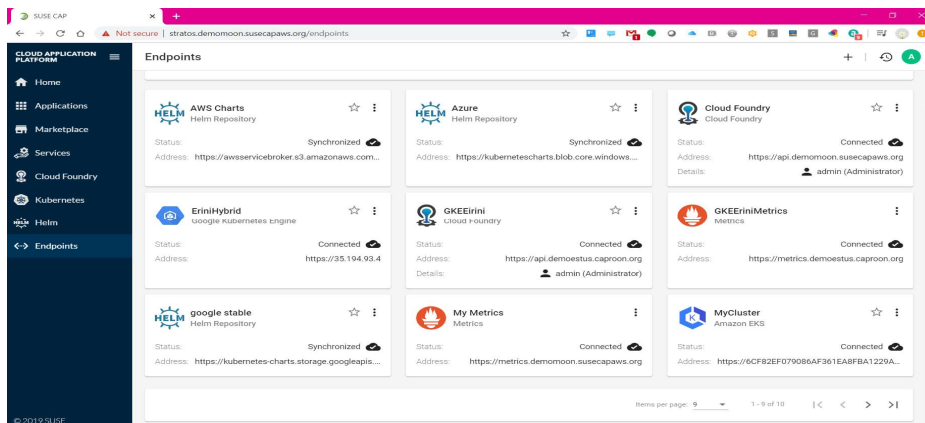 SUSE CAP
Not secure | stratos.demomoon.susecapaws.org/endpoints
CLOUD APPLICATION
PLATFORM
Home
Applications
Marketplace
Services
Cloud Foundry
Kubernetes
HELM Helm
Endpoints
© 2019 SUSE
Endpoints
A
HELM
AWS Charts
Helm Repository
Status: Synchronized
Address: https://awsservicebroker.s3.amazonaws.com...
HELM
Azure
Helm Repository
Status: Synchronized
Address: https://kubernetescharts.blob.core.windows....
Cloud Foundry
Cloud Foundry
Status: Connected
Address: https://api.demomoon.susecapaws.org
Details: admin (Administrator)
EriniHybrid
Google Kubernetes Engine
Status: Connected
Address: https://35.194.93.4
GKEEirini
Cloud Foundry
Status: Connected
Address: https://api.demoestus.caproon.org
Details: admin (Administrator)
GKEEriniMetrics
Metrics
Status: Connected
Address: https://metrics.demoestus.caproon.org
HELM
google stable
Helm Repository
Status: Synchronized
Address: https://kubernetes-charts.storage.googleapis....
My Metrics
Metrics
Status: Connected
Address: https://metrics.demomoon.susecapaws.org
K
MyCluster
Amazon EKS
Status: Connected
Address: https://6CF82EF079086AF361EA8FBA1229A...
Items per page: 9
1 - 9 of 10